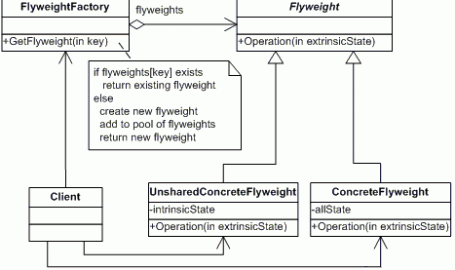 FlyweightFactory
flyweights
Flyweight
+GetFlyweight(in key)
+Operation(in extrinsicState)
if flyweights[key] exists
return existing flyweight
else
create new flyweight
add to pool of flyweights
return new flyweight
Client
UnsharedConcreteFlyweight
-intrinsicState
+Operation(in extrinsicState)
ConcreteFlyweight
-allState
+Operation(in extrinsicState)